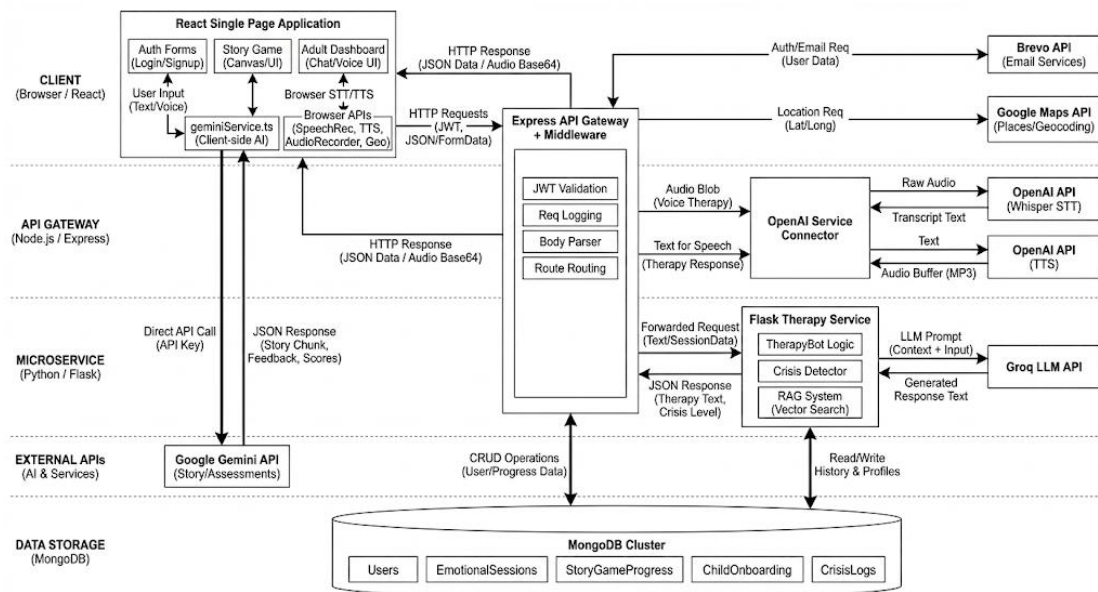 React Single Page Application
Auth Forms
(Login/Signup)
Story Game
(Canvas/UI)
Adult Dashboard
(Chat/Voice UI)
User Input
(Text/Voice)
Browser STT/TTS
geminiService.ts
(Client-side AI)
Browser APIs
(SpeechRec, TTS,
AudioRecorder, Geo)
CLIENT
(Browser / React)
HTTP Response
(JSON Data / Audio Base64)
HTTP Requests
(JWT,
JSON/FormData)
Express API Gateway
+ Middleware
JWT Validation
Req Logging
Body Parser
Route Routing
Auth/Email Req
(User Data)
Brevo API
(Email Services)
Location Req
(Lat/Long)
Google Maps API
(Places/Geocoding)
API GATEWAY
(Node.js / Express)
HTTP Response
(JSON Data / Audio Base64)
Audio Blob
(Voice Therapy)
Text for Speech
(Therapy Response)
OpenAI Service
Connector
Raw Audio
Transcript Text
OpenAI API
(Whisper STT)
Text
Audio Buffer (MP3)
OpenAI API
(TTS)
MICROSERVICE
(Python / Flask)
Direct API Call
(API Key)
JSON Response
(Story Chunk,
Feedback, Scores)
Forwarded Request
(Text/SessionData)
JSON Response
(Therapy Text,
Crisis Level)
Flask Therapy Service
TherapyBot Logic
Crisis Detector
RAG System
(Vector Search)
LLM Prompt
(Context + Input)
Generated
Response Text
Groq LLM API
EXTERNAL APIs
(AI & Services)
Google Gemini API
(Story/Assessments)
CRUD Operations
(User/Progress Data)
Read/Write
History & Profiles
DATA STORAGE
(MongoDB)
MongoDB Cluster
Users
EmotionalSessions
StoryGameProgress
ChildOnboarding
CrisisLogs